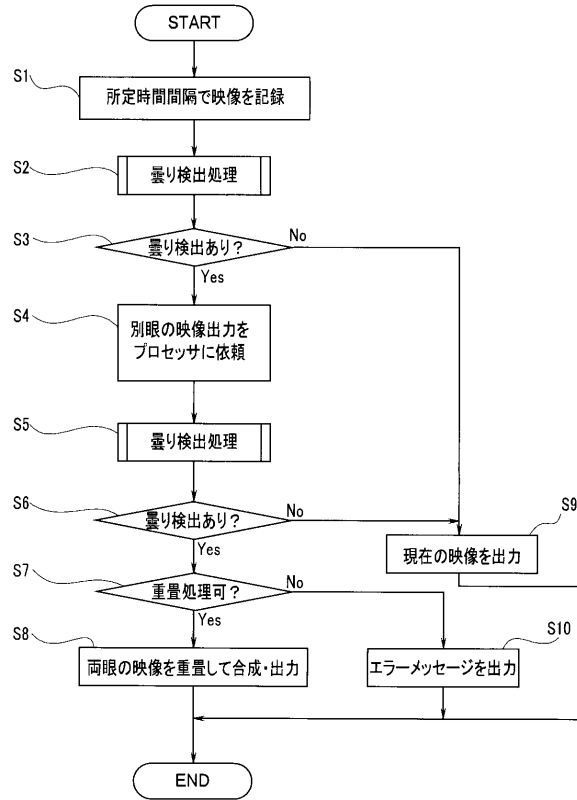 START
S1
所定時間間隔で映像を記録
S2
曇り検出処理
S3
曇り検出あり?
No
Yes
S4
別眼の映像出力を
プロセッサに依頼
S5
曇り検出処理
S6
曇り検出あり?
No
Yes
S9
現在の映像を出力
S7
重畳処理可?
No
Yes
S8
両眼の映像を重畳して合成・出力
S10
エラーメッセージを出力
END